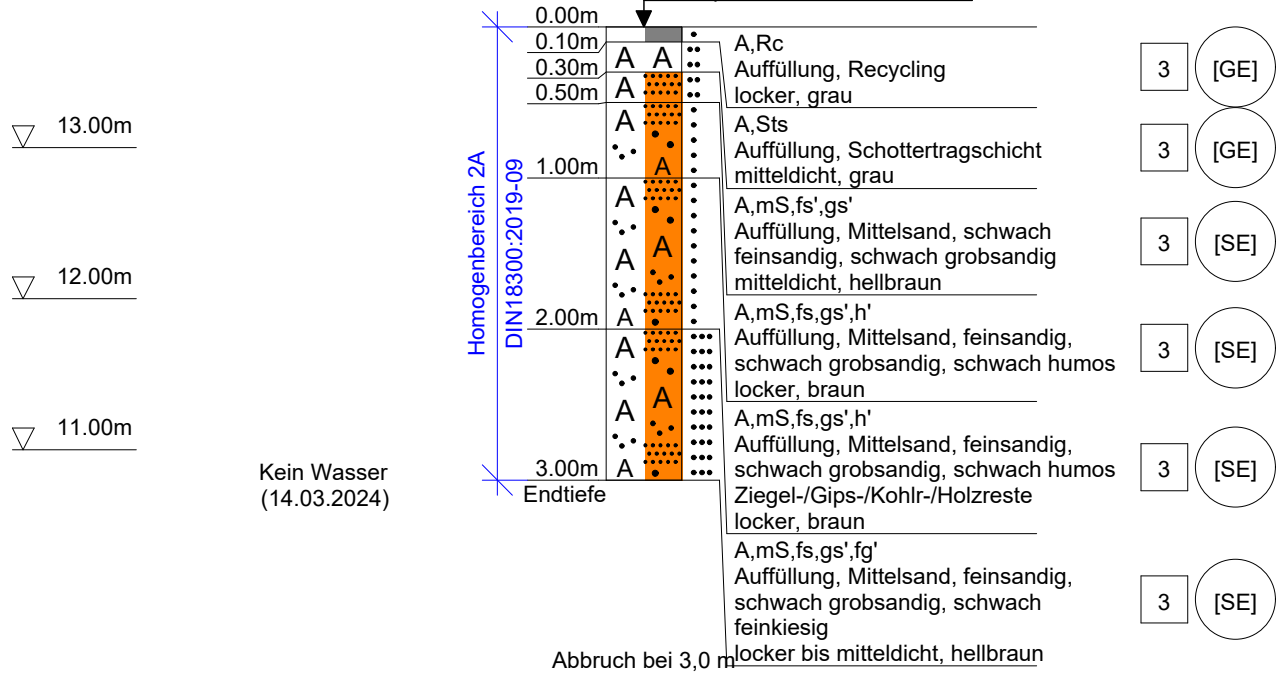 13.00m
12.00m
11.00m
Kein Wasser
(14.03.2024)
Homogenbereich 2A
DIN18300:2019-09
0.00m
0.10m
0.30m
0.50m
1.00m
2.00m
3.00m
Endtiefe
A A
A
A
A
A
A
A
A
A
A
A
A
A,Rc
Auffüllung, Recycling
locker, grau
3 [GE]
A,Sts
Auffüllung, Schottertragschicht
mitteldicht, grau
3 [GE]
A,mS,fs',gs'
Auffüllung, Mittelsand, schwach
feinsandig, schwach grobsandig
mitteldicht, hellbraun
3 [SE]
A,mS,fs,gs',h'
Auffüllung, Mittelsand, feinsandig,
schwach grobsandig, schwach humos
locker, braun
3 [SE]
A,mS,fs,gs',h'
Auffüllung, Mittelsand, feinsandig,
schwach grobsandig, schwach humos
Ziegel-/Gips-/Kohlr-/Holzreste
locker, braun
3 [SE]
A,mS,fs,gs',fg'
Auffüllung, Mittelsand, feinsandig,
schwach grobsandig, schwach
feinkiesig
locker bis mitteldicht, hellbraun
3 [SE]
Abbruch bei 3,0 m